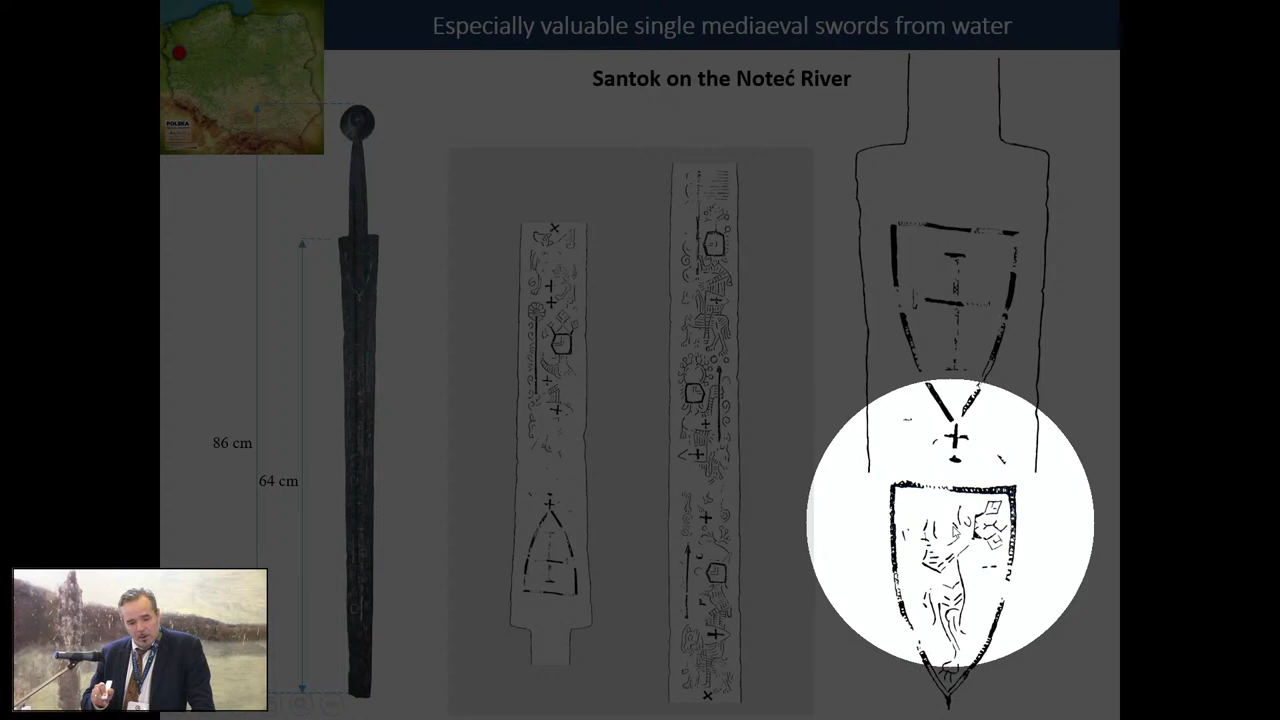 Especially valuable single mediaeval swords from water
Santok on the Noteć River
POLSKA
86 cm
64 cm